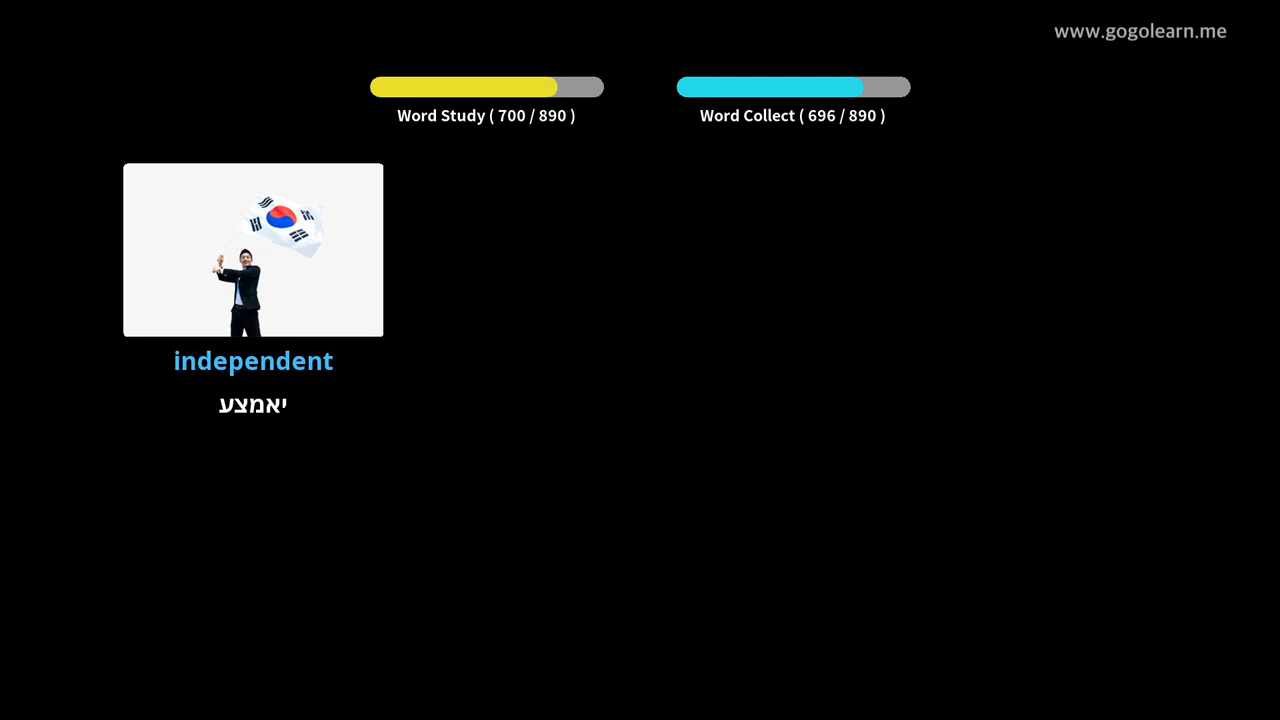 www.gogolearn.me
Word Study ( 700 / 890 )
Word Collect ( 696 / 890 )
independent
יאמצע